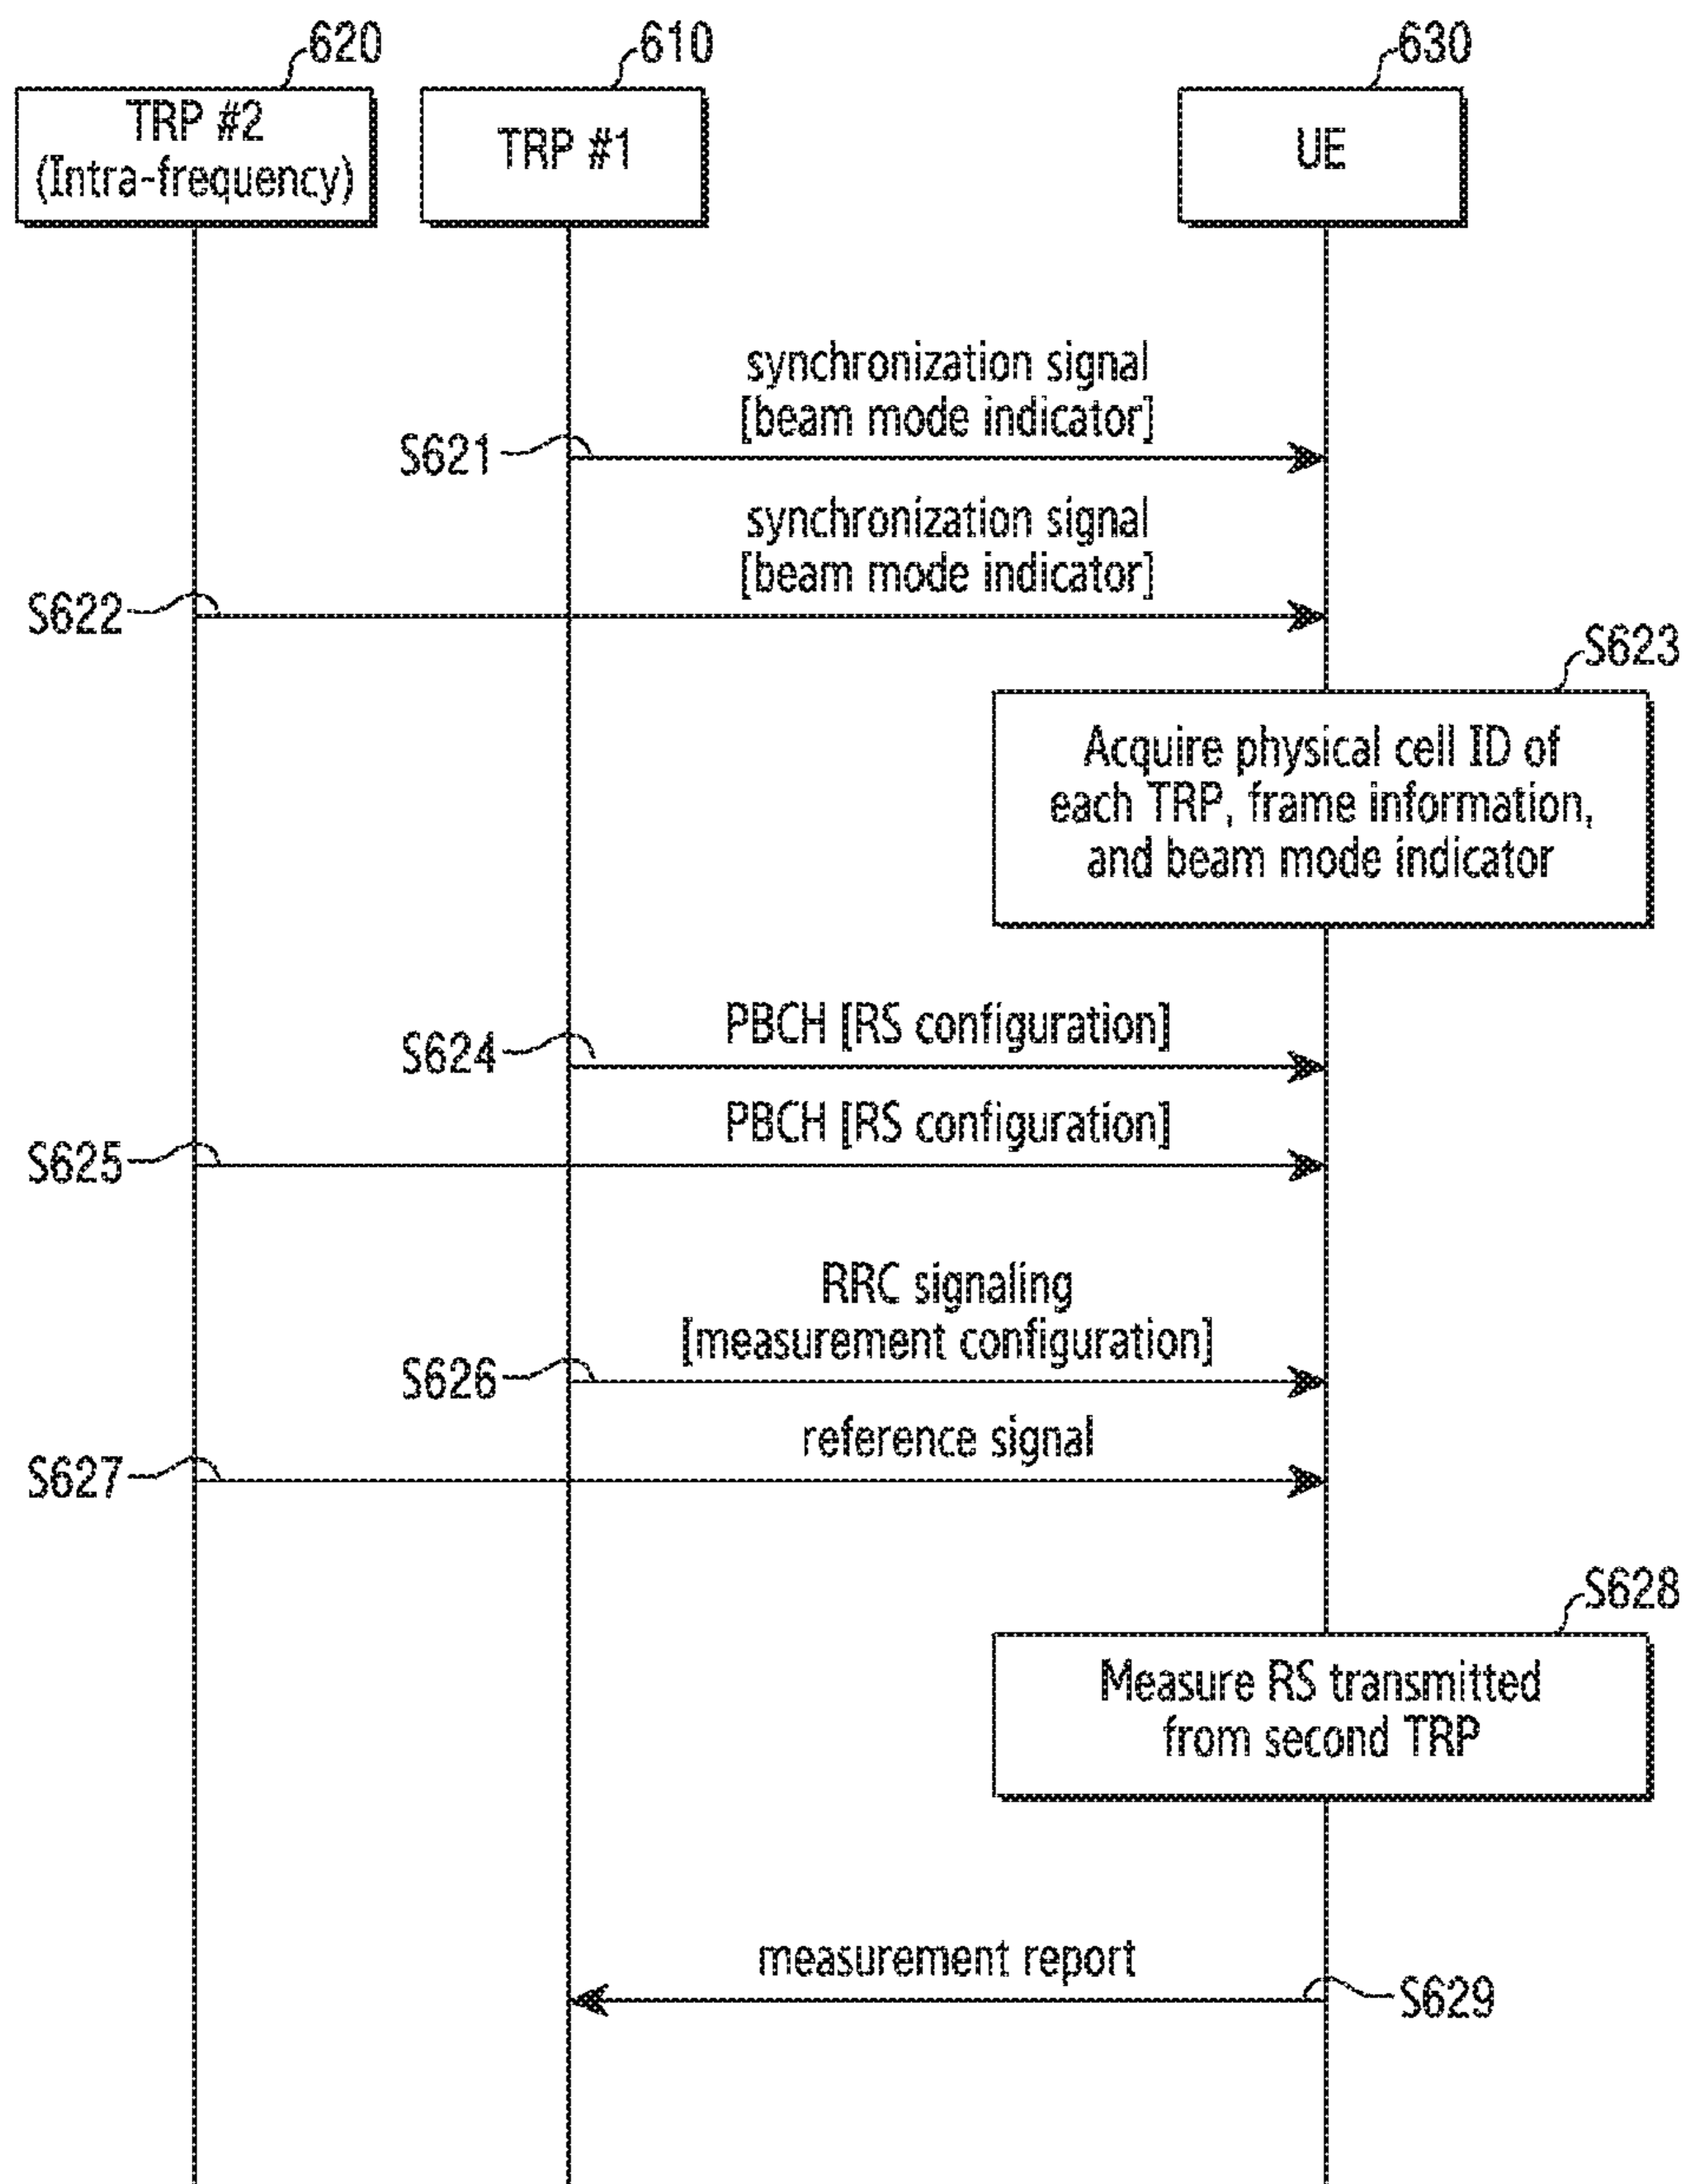 620
610
630
TRP #2
(Intra-frequency)
TRP #1
UE
synchronization signal
[beam mode indicator]
S621
synchronization signal
[beam mode indicator]
S622
S623
Acquire physical cell ID of
each TRP, frame information,
and beam mode indicator
PBCH [RS configuration]
S624
PBCH [RS configuration]
S625
RRC signaling
[measurement configuration]
S626
reference signal
S627
S628
Measure RS transmitted
from second TRP
measurement report
S629